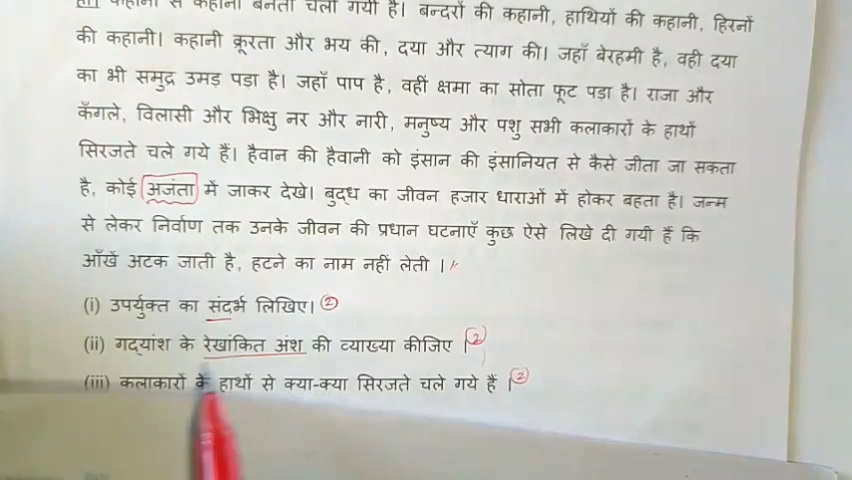 कहानी से कहानी बनती चली गयी है। बन्दरों की कहानी, हाथियों की कहानी, हिरनों
की कहानी। कहानी क्रूरता और भय की, दया और त्याग की। जहाँ बेरहमी है, वही दया
का भी समुद्र उमड़ पड़ा है। जहाँ पाप है, वहीं क्षमा का सोता फूट पड़ा है। राजा और
कँगले, विलासी और भिक्षु नर और नारी, मनुष्य और पशु सभी कलाकारों के हाथों
सिरजते चले गये हैं। हैवान की हैवानी को इंसान की इंसानियत से कैसे जीता जा सकता
है, कोई अजंता में जाकर देखे। बुद्ध का जीवन हजार धाराओं में होकर बहता है। जन्म
से लेकर निर्वाण तक उनके जीवन की प्रधान घटनाएँ कुछ ऐसे लिखे दी गयी हैं कि
आँखें अटक जाती है, हटने का नाम नहीं लेती ।
(i) उपर्युक्त का संदर्भ लिखिए। 2
(ii) गद्यांश के रेखांकित अंश की व्याख्या कीजिए । 2
(iii) कलाकारों के हाथों से क्या-क्या सिरजते चले गये हैं । 2